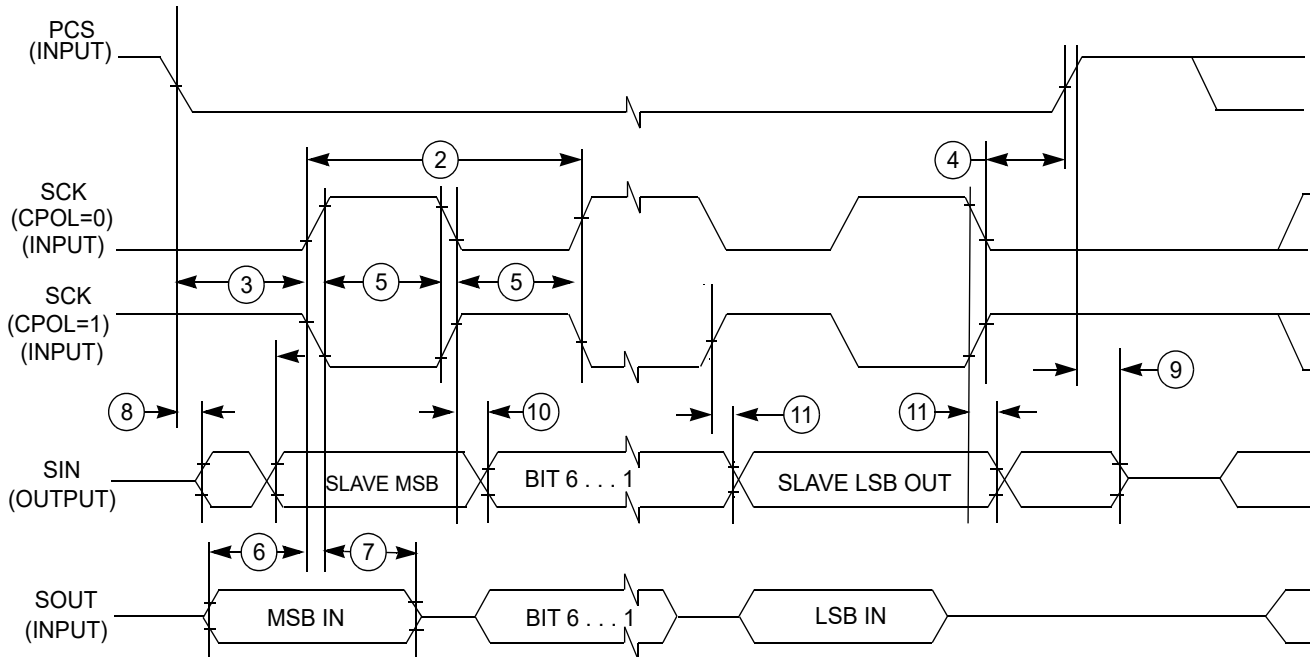 PCS
(INPUT)
2
4
SCK
(CPOL=0)
(INPUT)
3
5
5
SCK
(CPOL=1)
(INPUT)
8
10
11
11
9
SIN
(OUTPUT)
SLAVE MSB
BIT 6 . . . 1
SLAVE LSB OUT
6
7
SOUT
(INPUT)
MSB IN
BIT 6 . . . 1
LSB IN